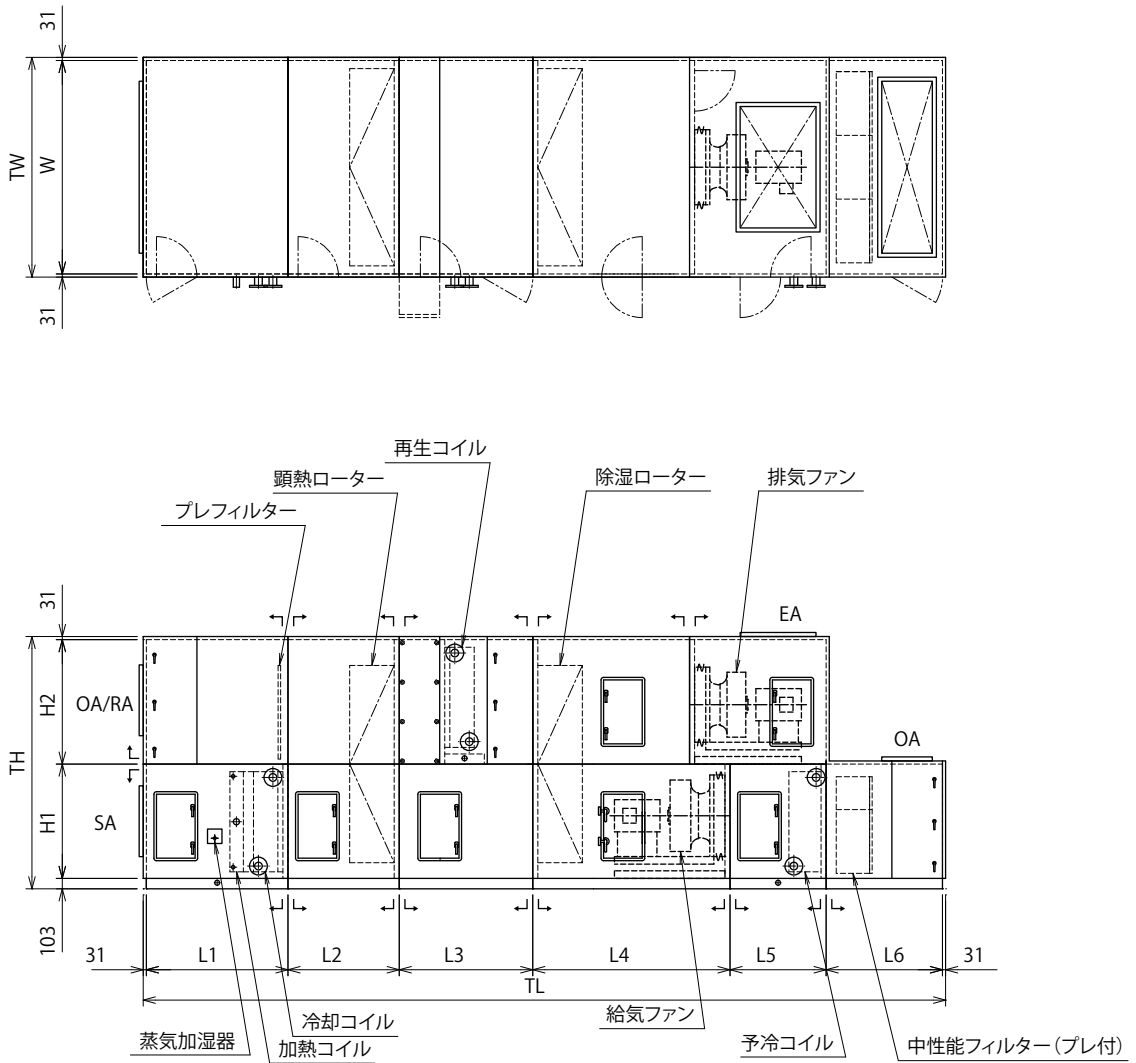 31
TW
W
31
再生コイル
顕熱ローター
除湿ローター
排気ファン
プレフィルター
31
EA
H2
OA/RA
OA
TH
H1
SA
103
31
L1
L2
L3
L4
L5
L6
31
TL
給気ファン
冷却コイル
蒸気加湿器
加熱コイル
予冷コイル
中性能フィルター(プレ付)